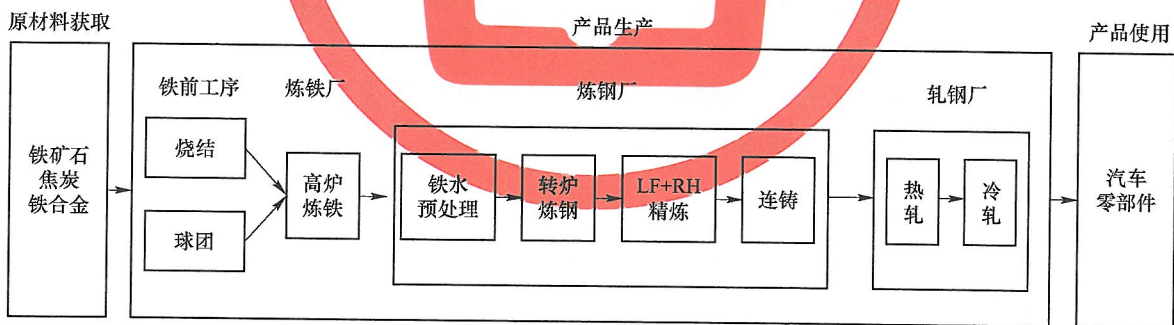 原材料获取
产品生产
产品使用
铁前工序
炼铁厂
炼钢厂
轧钢厂
铁矿石
焦炭
铁合金
烧结
球团
高炉
炼铁
铁水
预处理
转炉
炼钢
LF+RH
精炼
连铸
热
轧
冷
轧
汽车
零部件